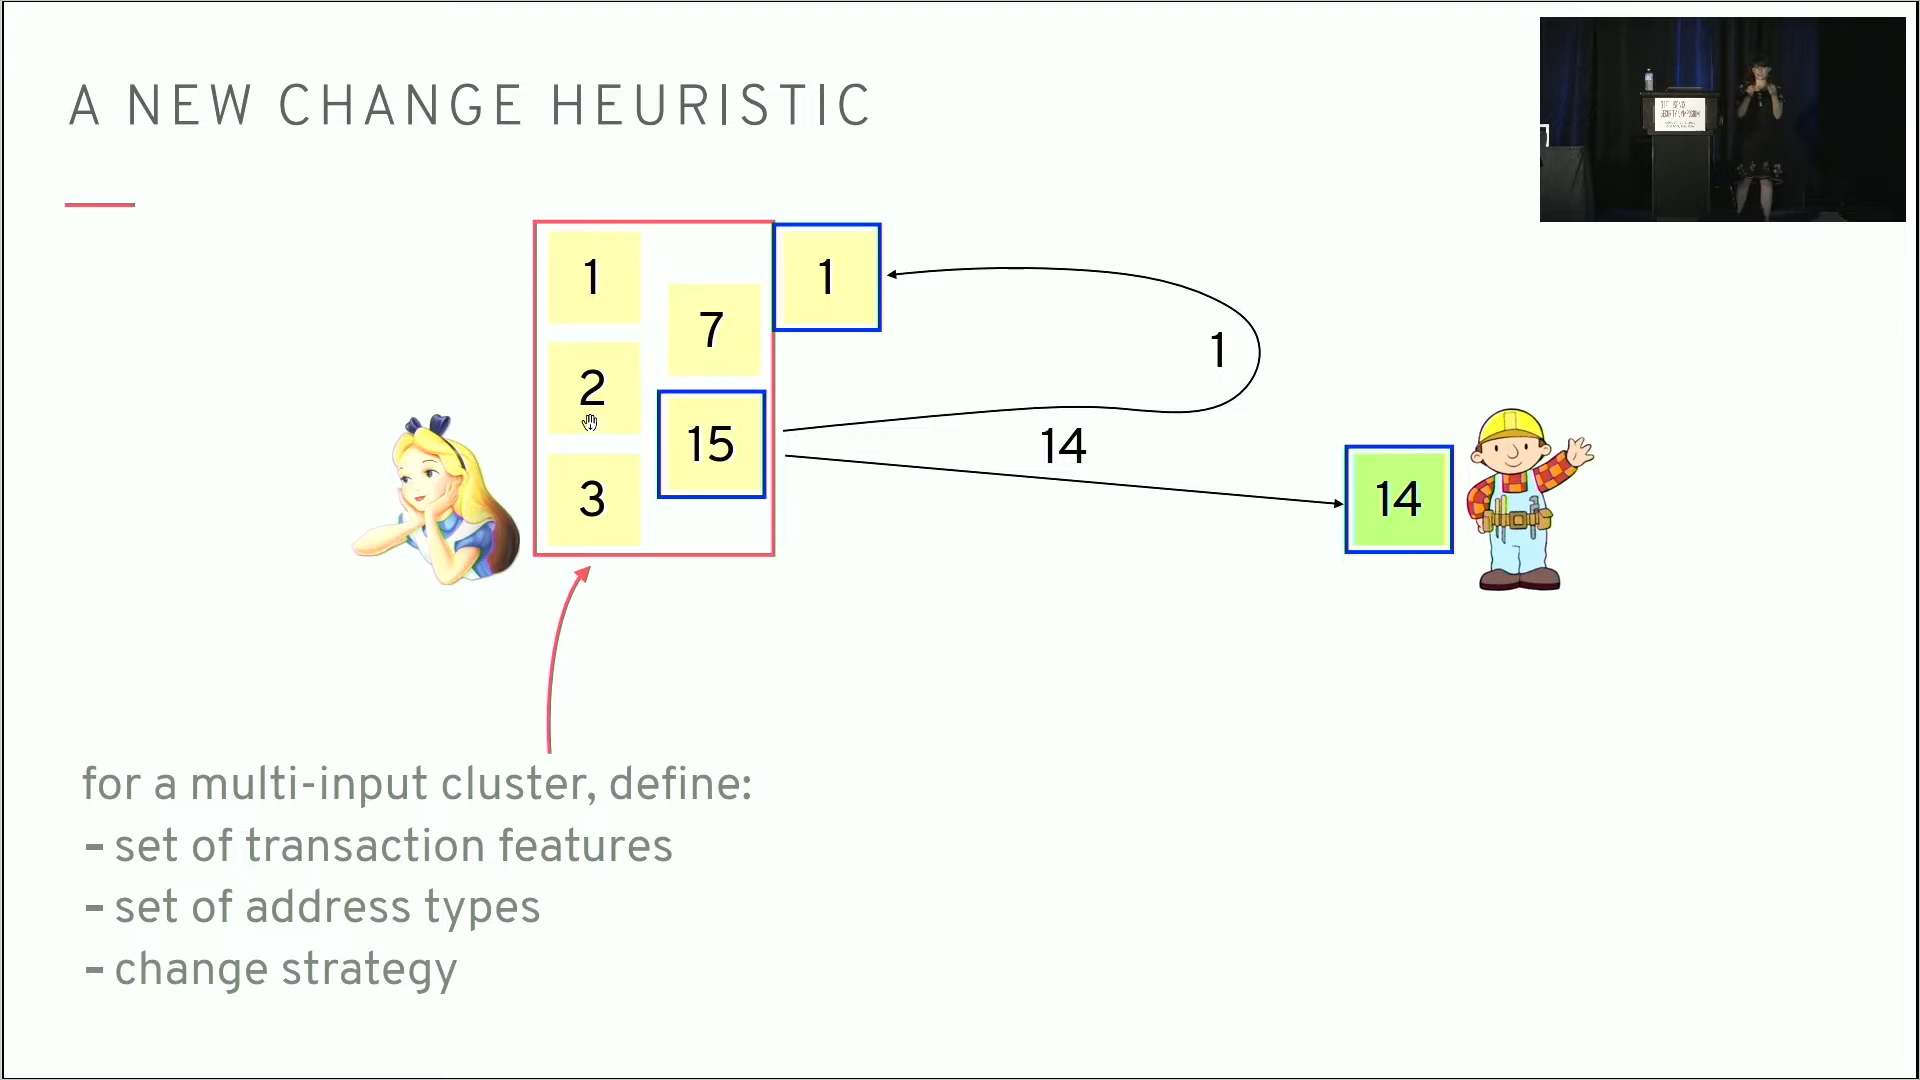 A NEW CHANGE HEURISTIC
1
1
7
2
15
3
1
14
14
for a multi-input cluster, define:
- set of transaction features
- set of address types
- change strategy